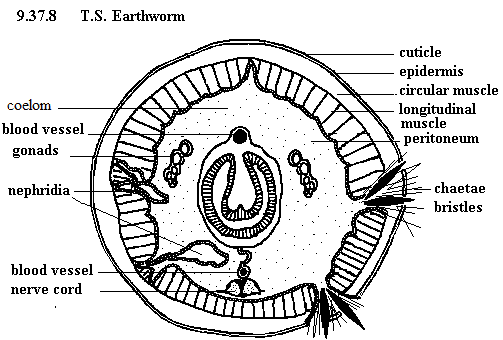 9.37.8 T.S. Earthworm
cuticle
epidermis
circular muscle
longitudinal
muscle
peritoneum
chaetae
bristles
coelom
blood vessel
gonads
nephridia
blood vessel
nerve cord